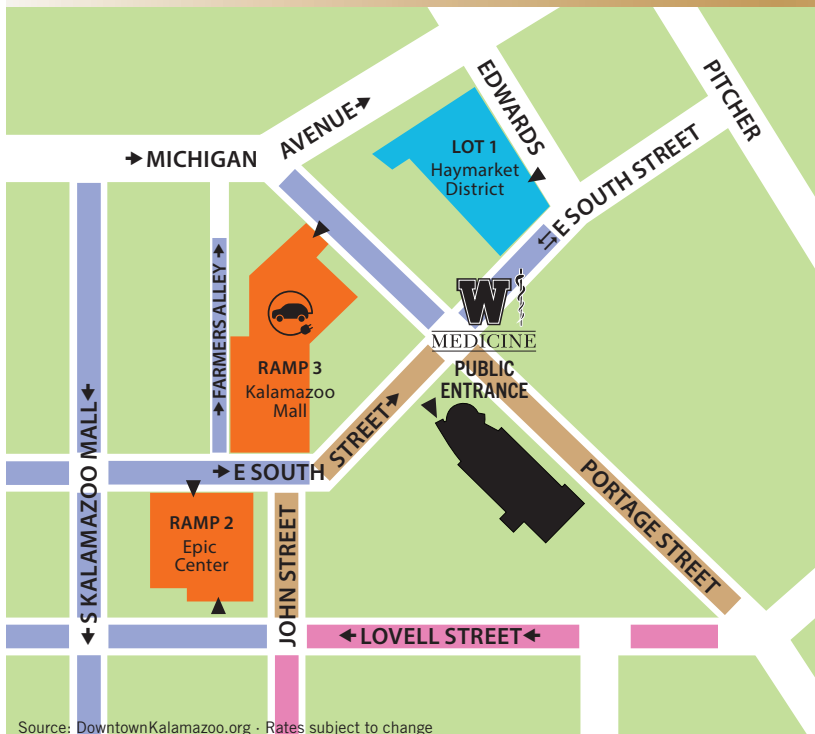 EDWARDS
PITCHER
LOT 1
Haymarket
District
MICHIGAN AVENUE
E SOUTH STREET
FARMERS ALLEY
W
MEDICINE
PUBLIC
ENTRANCE
RAMP 3
Kalamazoo
Mall
S KALAMAZOO MALL
E SOUTH STREET
RAMP 2
Epic
Center
JOHN STREET
PORTAGE STREET
LOVELL STREET
Source: DowntownKalamazoo.org · Rates subject to change